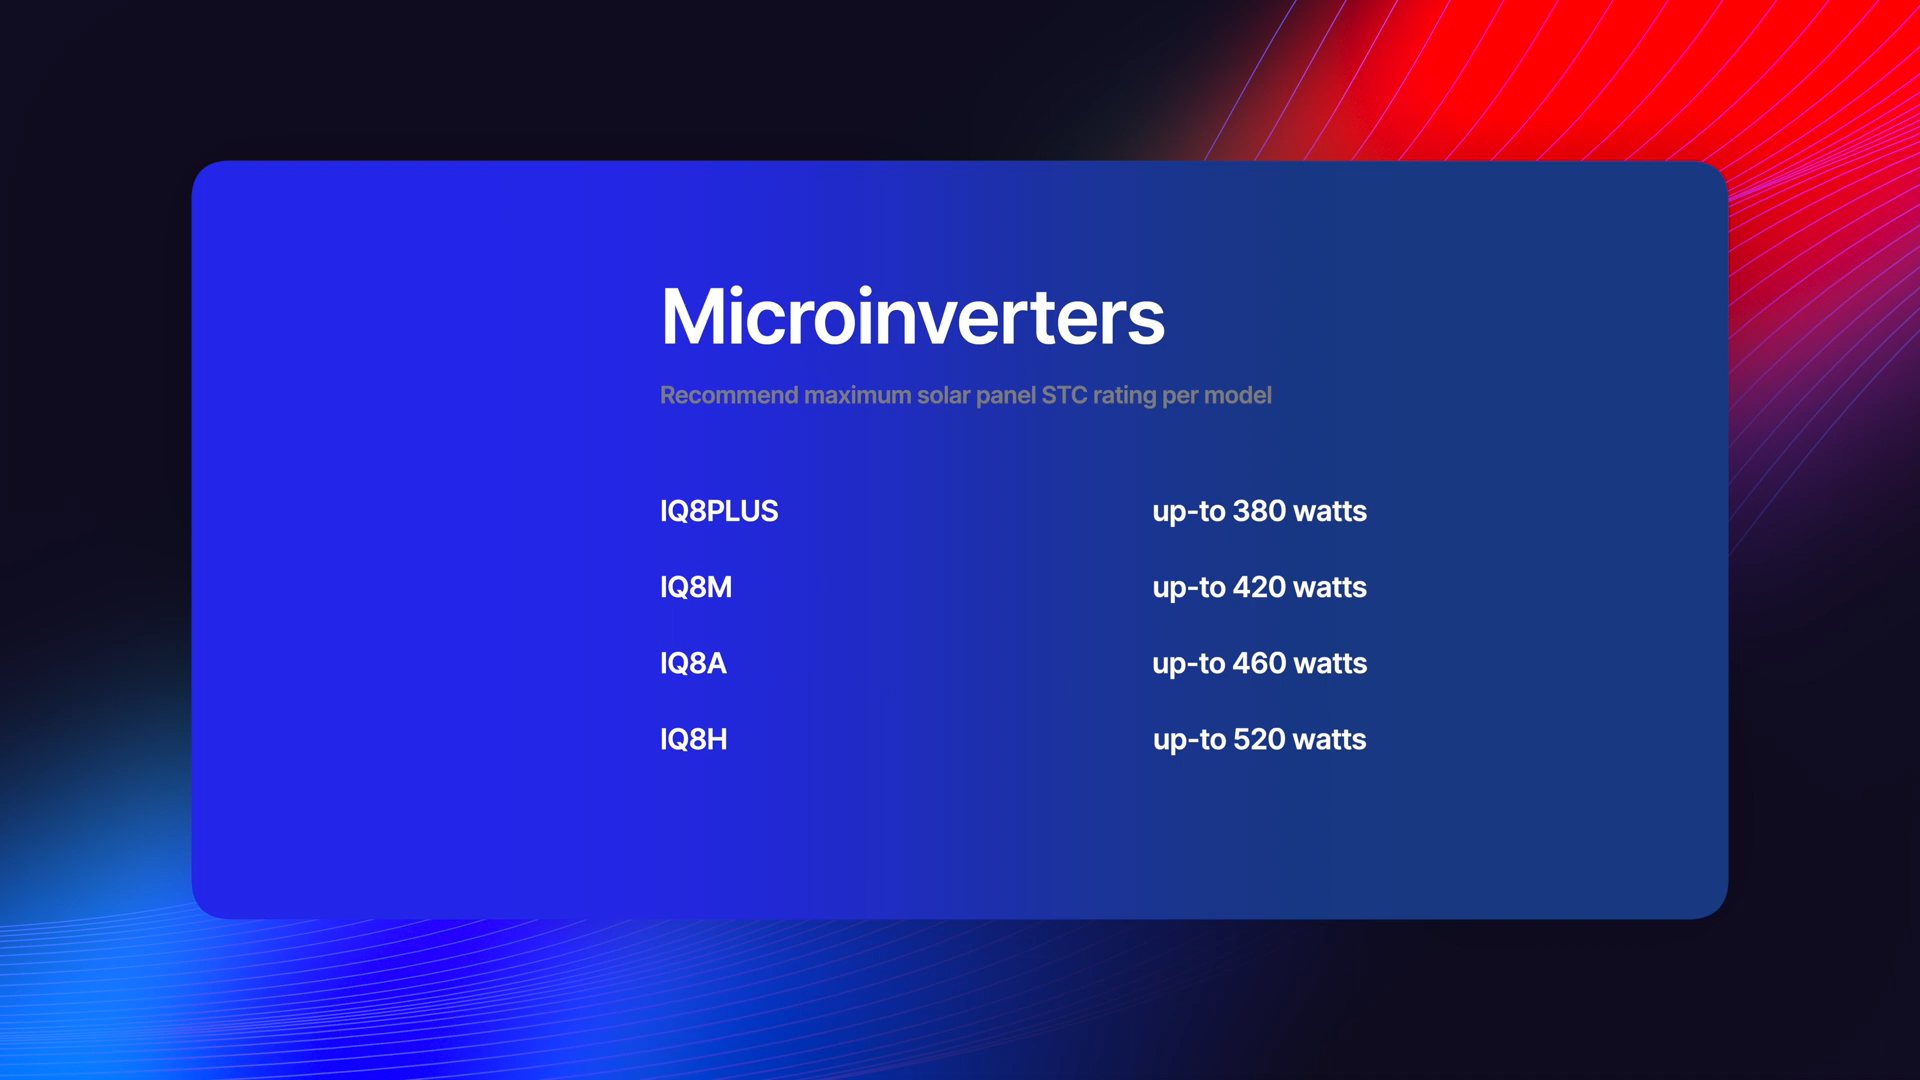 Microinverters
Recommend maximum solar panel STC rating per model
IQ8PLUS up-to 380 watts
IQ8M up-to 420 watts
IQ8A up-to 460 watts
IQ8H up-to 520 watts